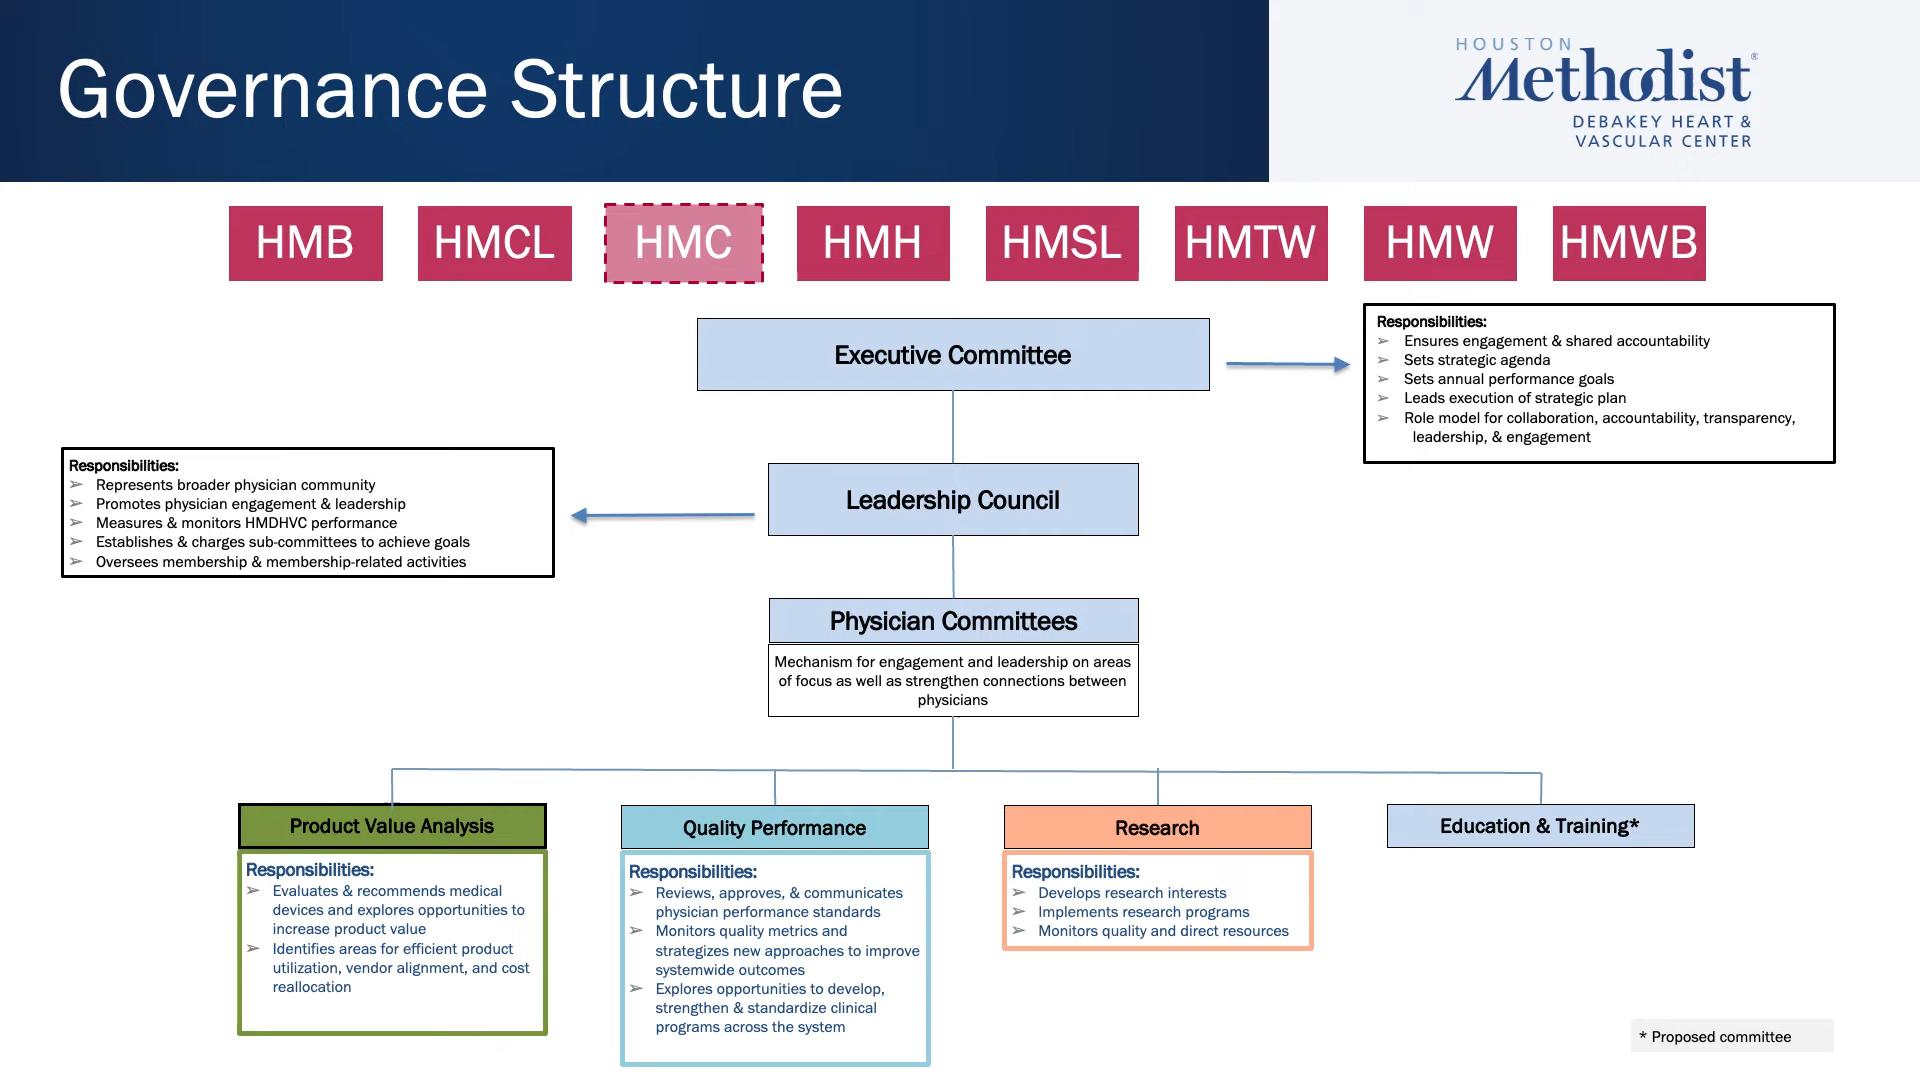 Governance Structure
HOUSTON
Methodist®
DEBAKEY HEART &
VASCULAR CENTER
HMB HMCL HMC HMH HMSL HMTW HMW HMWB
Executive Committee
Responsibilities:
➢ Ensures engagement & shared accountability
➢ Sets strategic agenda
➢ Sets annual performance goals
➢ Leads execution of strategic plan
➢ Role model for collaboration, accountability, transparency,
leadership, & engagement
Responsibilities:
➢ Represents broader physician community
➢ Promotes physician engagement & leadership
➢ Measures & monitors HMDHVC performance
➢ Establishes & charges sub-committees to achieve goals
➢ Oversees membership & membership-related activities
Leadership Council
Physician Committees
Mechanism for engagement and leadership on areas
of focus as well as strengthen connections between
physicians
Product Value Analysis
Responsibilities:
➢ Evaluates & recommends medical
devices and explores opportunities to
increase product value
➢ Identifies areas for efficient product
utilization, vendor alignment, and cost
reallocation
Quality Performance
Responsibilities:
➢ Reviews, approves, & communicates
physician performance standards
➢ Monitors quality metrics and
strategizes new approaches to improve
systemwide outcomes
➢ Explores opportunities to develop,
strengthen & standardize clinical
programs across the system
Research
Responsibilities:
➢ Develops research interests
➢ Implements research programs
➢ Monitors quality and direct resources
Education & Training*
* Proposed committee